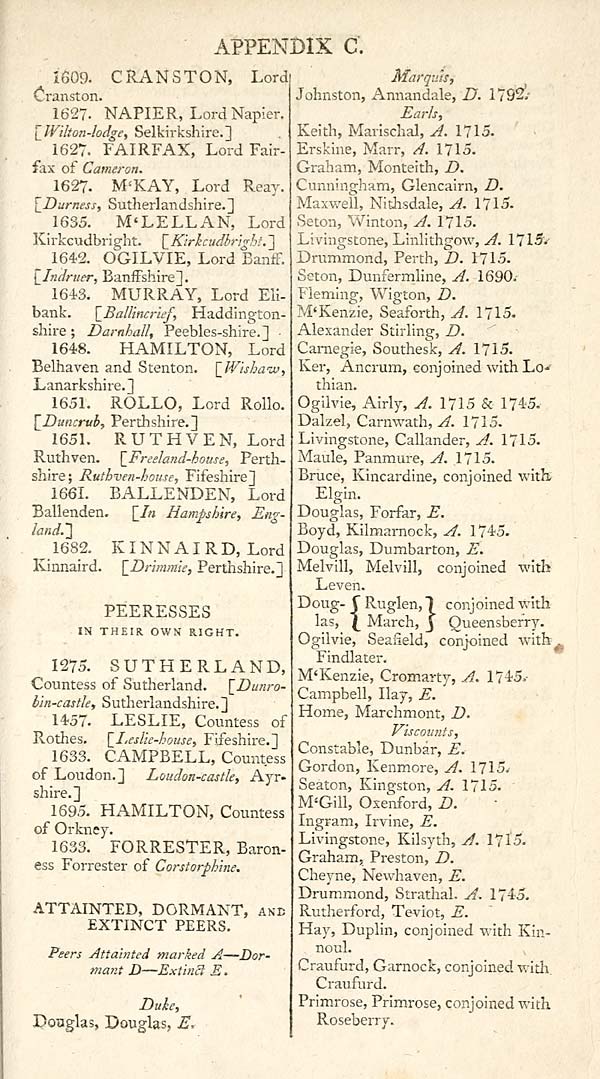 APPENDIX C.
1609. CRANSTON, Lord
Cranston.
1627. NAPIER, Lord Napier.
[Wilton-lodge, Selkirkshire.]
1627. FAIRFAX, Lord Fair-
fax of Cameron.
1627. M‘KAY, Lord Reay.
[Durness, Sutherlandshire.]
1635. M‘LELLAN, Lord
Kirkcudbright. [Kirkcudbright.]
1642. OGILVIE, Lord Banff.
[Indruer, Banffshire].
1643. MURRAY, Lord Eli-
bank. [Ballincrief, Haddington-
shire; Darnhall, Peebles-shire.]
1648. HAMILTON, Lord
Belhaven and Stenton. [Wishaw,
Lanarkshire.]
1651. ROLLO, Lord Rollo.
[Duncrub, Perthshire.]
1651. RUTHVEN, Lord
Ruthven. [Freeland-house, Perth-
shire; Ruthven-house, Fifeshire]
1661. BALLENDEN, Lord
Ballenden. [In Hampshire, Eng-
land.]
1682. KINNAIRD, Lord
Kinnaird. [Drimmie, Perthshire.]
PEERESSES
IN THEIR OWN RIGHT.
1275. SUTHERLAND,
Countess of Sutherland. [Dunro-
bin-castle, Sutherlandshire.]
1457. LESLIE, Countess of
Rothes. [Leslie-house, Fifeshire.]
1633. CAMPBELL, Countess
of Loudon.] Loudon-castle, Ayr-
shire.]
1695. HAMILTON, Countess
of Orkney.
1633. FORRESTER, Baron-
ess Forrester of Corstorphine.
ATTAINTED, DORMANT, AND
EXTINCT PEERS.
Peers Attainted marked A—Dor-
mant D—Extinct E.
Duke,
Douglas, Douglas, E.
Marquis,
Johnston, Annandale, D. 1792.
Earls,
Keith, Marischal, A. 1715.
Erskine, Marr, A. 1715.
Graham, Monteith, D.
Cunningham, Glencairn, D.
Maxwell, Nithsdale, A. 1715.
Seton, Winton, A. 1715.
Livingstone, Linlithgow, A. 1715.
Drummond, Perth, D. 1715.
Seton, Dunfermline, A. 1690.
Fleming, Wigton, D.
M‘Kenzie, Seaforth, A. 1715.
Alexander Stirling, D.
Carnegie, Southesk, A. 1715.
Ker, Ancrum, conjoined with Lo-
thian.
Ogilvie, Airly, A. 1715 & 1745.
Dalzel, Carnwath, A. 1715.
Livingstone, Callander, A. 1715.
Maule, Panmure, A. 1715.
Bruce, Kincardine, conjoined with
Elgin.
Douglas, Forfar, E.
Boyd, Kilmarnock, A. 1745.
Douglas, Dumbarton, E.
Melvill, Melvill, conjoined with
Leven.
Doug- { Ruglen, } conjoined with
las, { March, } Queensberry.
Ogilvie, Seafield, conjoined with
Findlater.
M‘Kenzie, Cromarty, A. 1745.
Campbell, Ilay, E.
Home, Marchmont, D.
Viscounts,
Constable, Dunbar, E.
Gordon, Kenmore, A. 1715.
Seaton, Kingston, A. 1715.
M‘Gill, Oxenford, D.
Ingram, Irvine, E.
Livingstone, Kilsyth, A. 1715.
Graham, Preston, D.
Cheyne, Newhaven, E.
Drummond, Strathal. A. 1745.
Rutherford, Teviot, E.
Hay, Duplin, conjoined with Kin-
noul.
Craufurd, Garnock, conjoined with
Craufurd.
Primrose, Primrose, conjoined with
Roseberry.